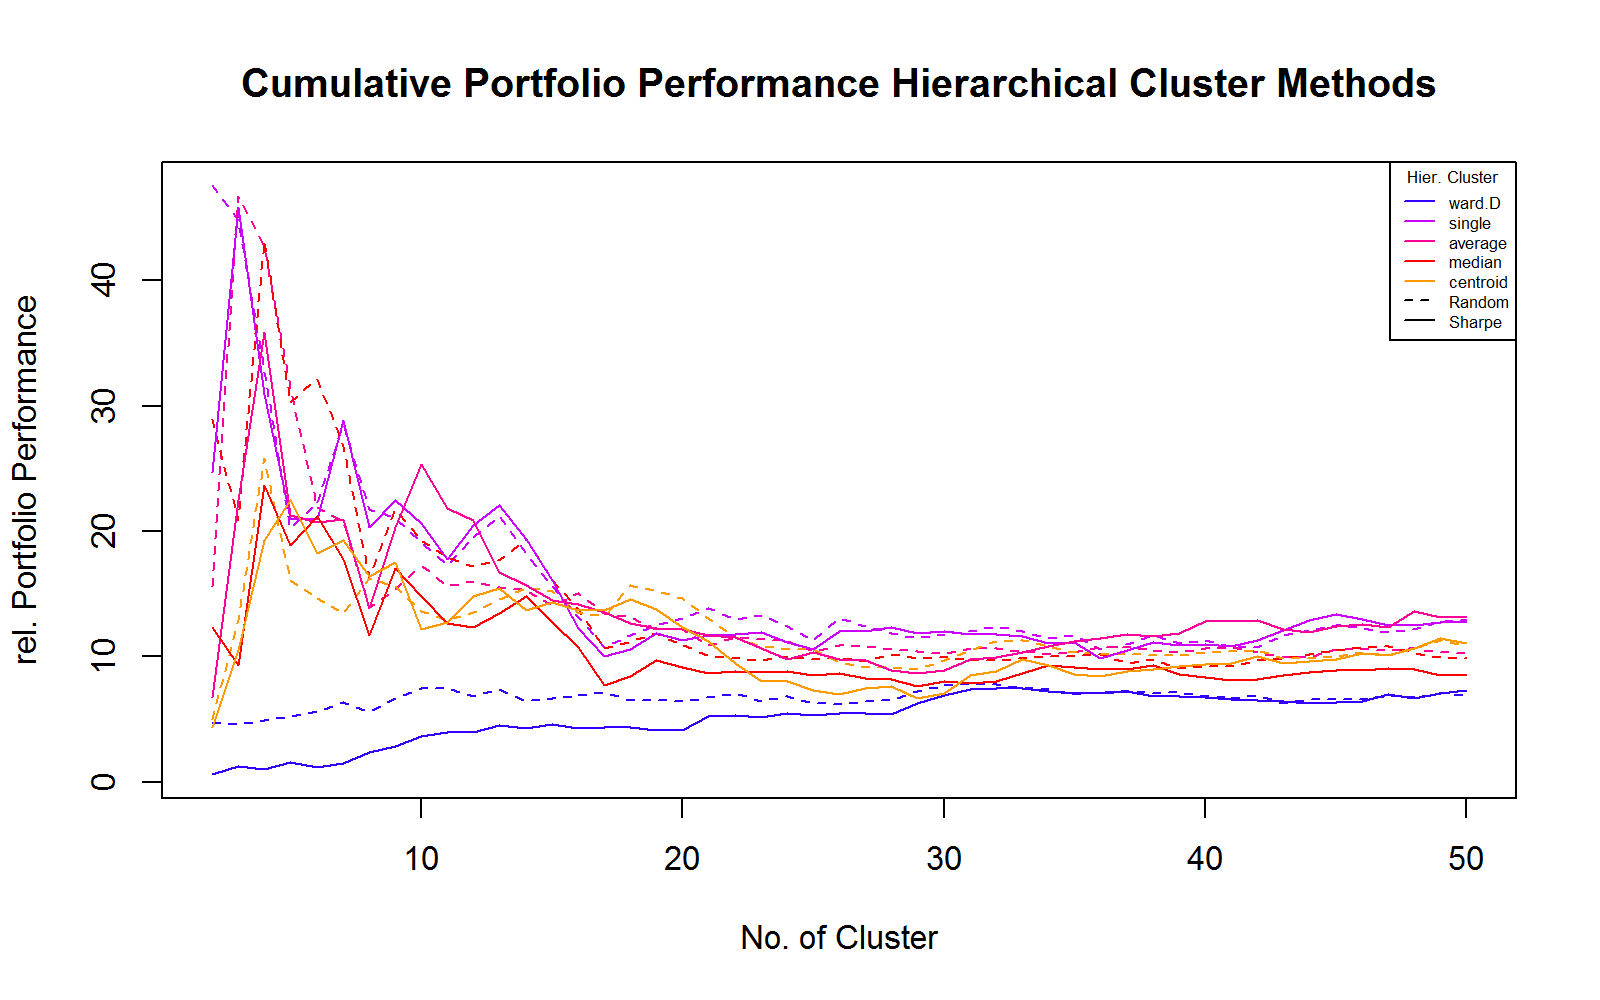 Cumulative Portfolio Performance Hierarchical Cluster Methods
Hier. Cluster
ward.D
single
average
median
centroid
Random
Sharpe
rel. Portfolio Performance
40
30
20
10
0
10 20 30 40 50
No. of Cluster